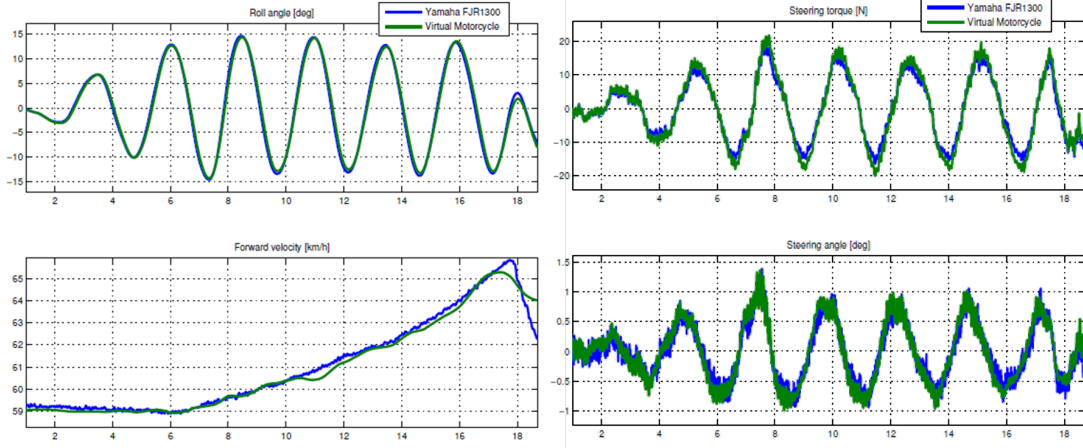 Roll angle [deg]
Yamaha FJR1300
Virtual Motorcycle
15
10
5
0
−5
−10
−15
2 4 6 8 10 12 14 16 18
Steering torque [N]
Yamaha FJR1300
Virtual Motorcycle
20
10
0
−10
−20
2 4 6 8 10 12 14 16 18
Forward velocity [km/h]
65
64
63
62
61
60
59
2 4 6 8 10 12 14 16 18
Steering angle [deg]
1.5
1
0.5
0
−0.5
−1
2 4 6 8 10 12 14 16 18